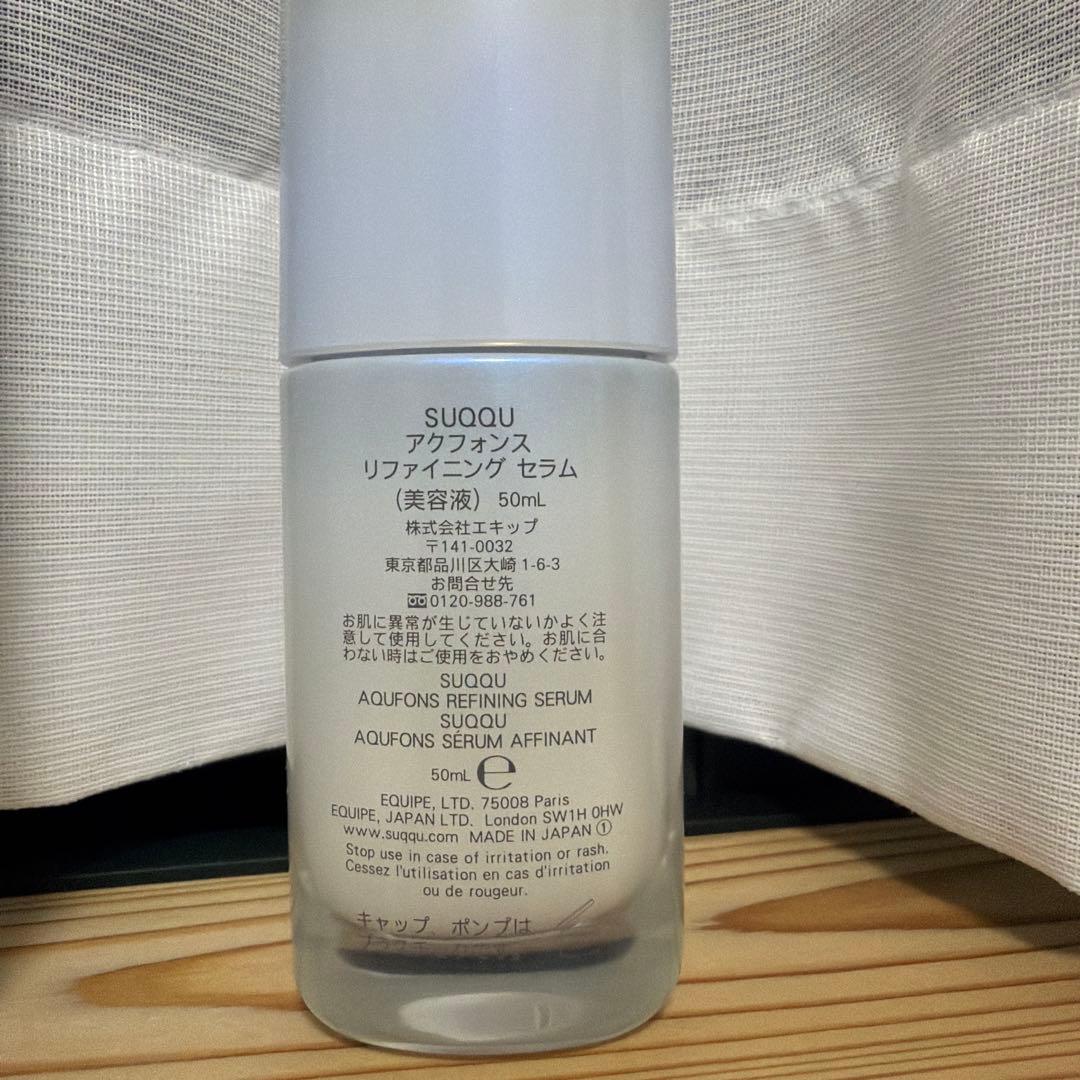 SUQQU
アクフォンス
リファイニング セラム
(美容液) 50mL
株式会社エキップ
〒141-0032
東京都品川区大崎1-6-3
お問合せ先
0120-988-761
お肌に異常が生じていないかよく注
意して使用してください。お肌に合
わない時はご使用をおやめください。
SUQQU
AQUFONS REFINING SERUM
SUQQU
AQUFONS SÉRUM AFFINANT
50mL ℮
EQUIPE, LTD. 75008 Paris
EQUIPE, JAPAN LTD. London SW1H 0HW
www.suqqu.com MADE IN JAPAN ①
Stop use in case of irritation or rash.
Cessez l'utilisation en cas d'irritation
ou de rougeur.
キャップ、ポンプは